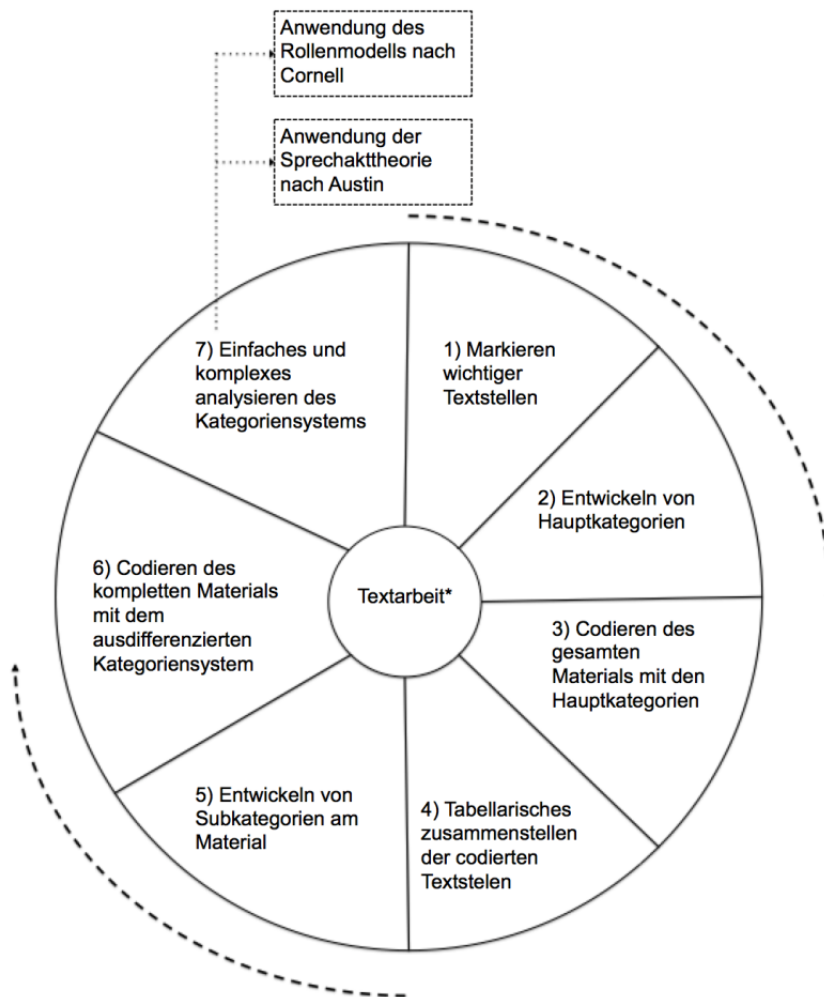 Anwendung des
Rollenmodells nach
Cornell
Anwendung der
Sprechakttheorie
nach Austin
1) Markieren
wichtiger
Textstellen
2) Entwickeln von
Hauptkategorien
3) Codieren des
gesamten
Materials mit den
Hauptkategorien
4) Tabellarisches
zusammenstellen
der codierten
Textstelen
5) Entwickeln von
Subkategorien am
Material
6) Codieren des
kompletten Materials
mit dem
ausdifferenzierten
Kategoriensystem
7) Einfaches und
komplexes
analysieren des
Kategoriensystems
Textarbeit*